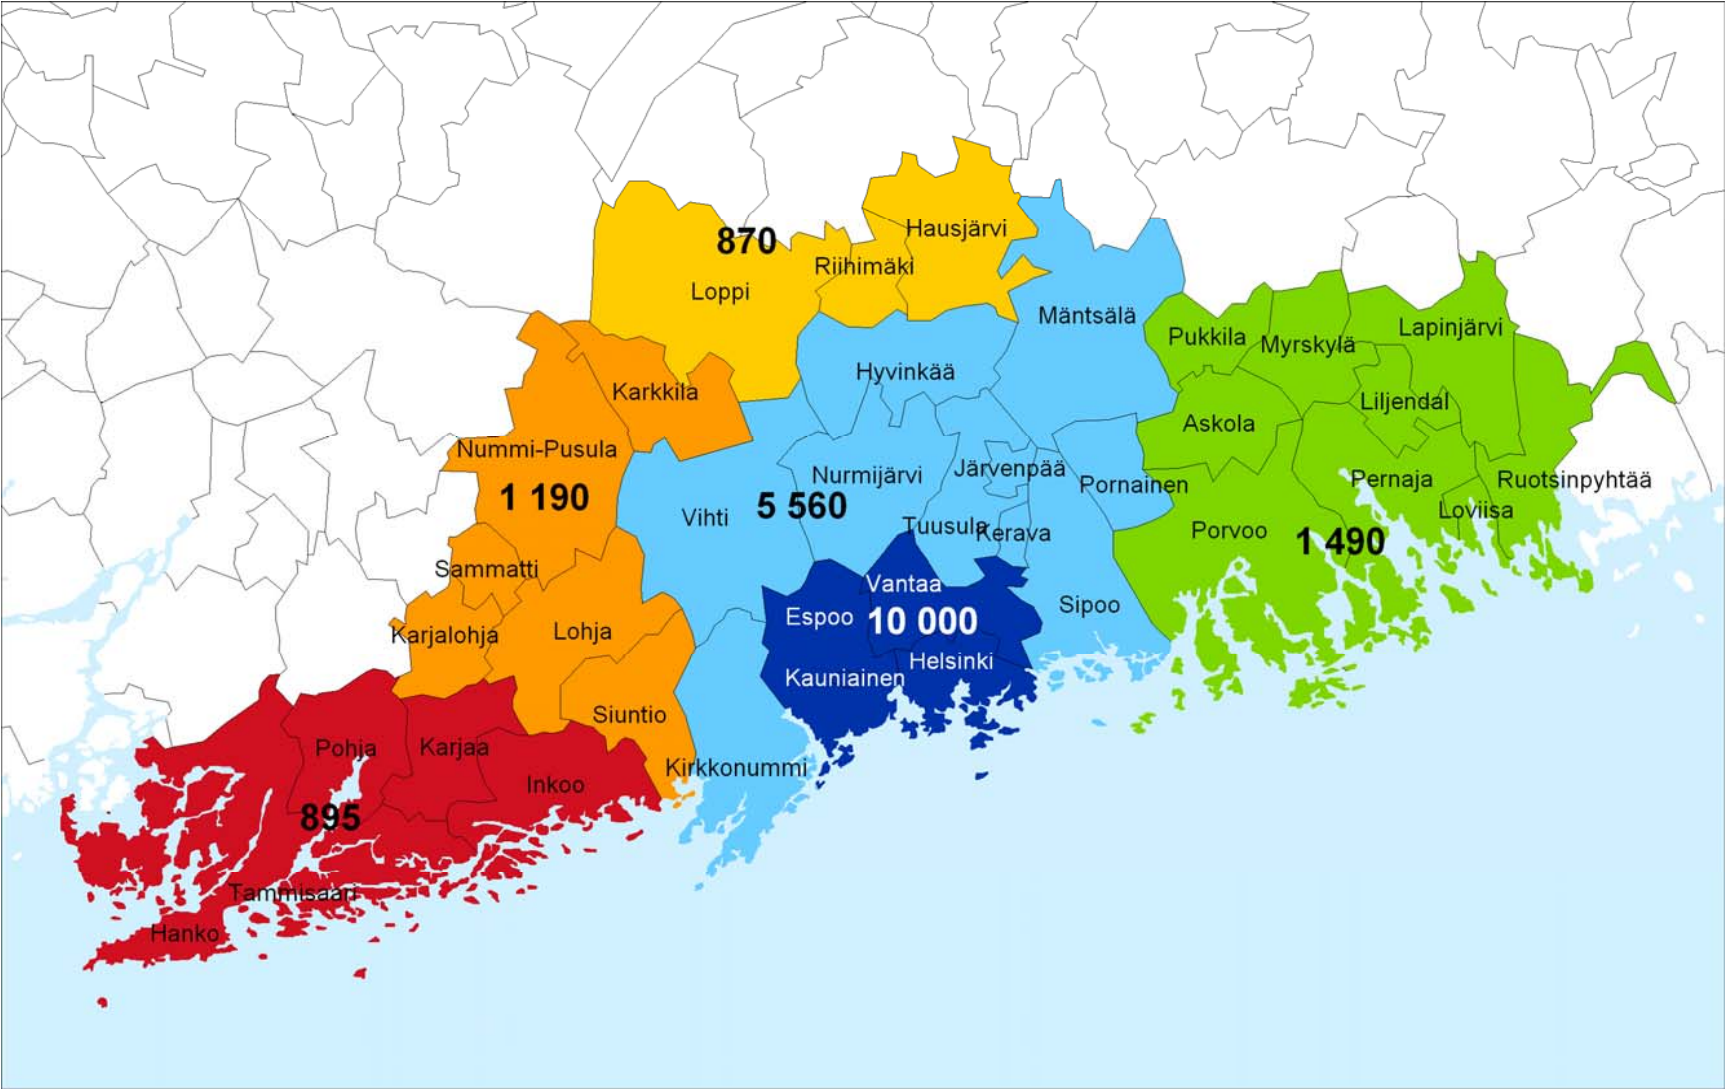 Hausjärvi
870
Riihimäki
Loppi
Mäntsälä
Lapinjärvi
Pukkila
Myrskylä
Hyvinkää
Karkkila
Liljendal
Askola
Nummi-Pusula
Järvenpää
Nurmijärvi
Pernaja
Ruotsinpyhtää
Pornainen
1 190
5 560
Loviisa
Vihti
Tuusula
Kerava
Porvoo
1 490
Sammatti
Vantaa
Sipoo
Espoo
10 000
Karjalohja
Lohja
Helsinki
Kauniainen
Siuntio
Pohja
Karjaa
Kirkkonummi
Inkoo
895
Tammisaari
Hanko